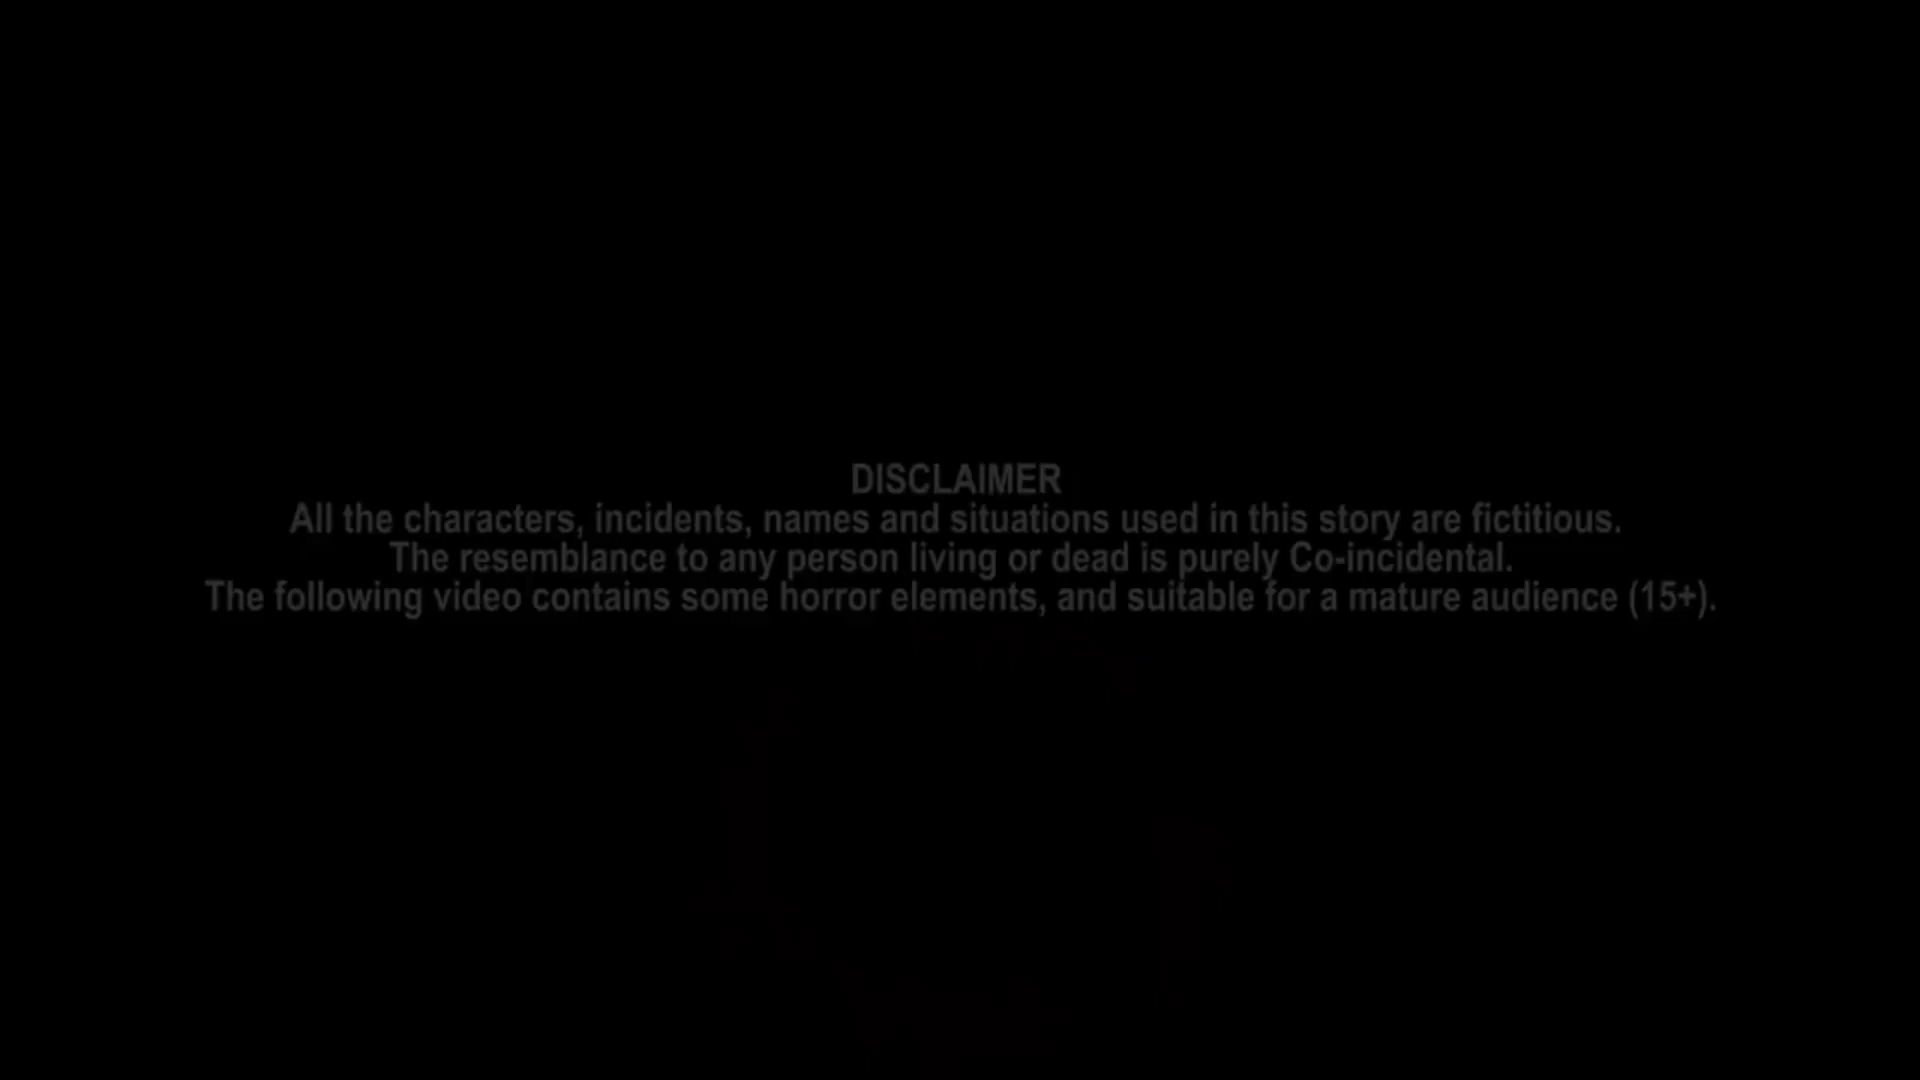 DISCLAIMER
All the characters, incidents, names and situations used in this story are fictitious.
The resemblance to any person living or dead is purely Co-incidental.
The following video contains some horror elements, and suitable for a mature audience (15+).